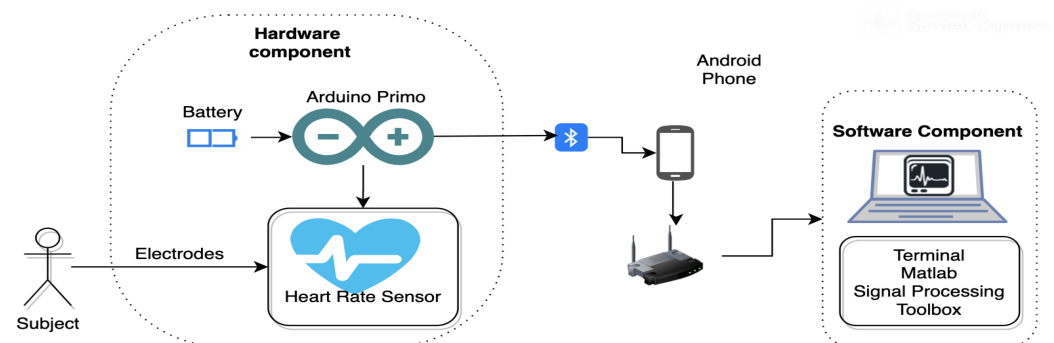 Hardware
component
Battery
Arduino Primo
Electrodes
Subject
Heart Rate Sensor
Android
Phone
Software Component
Terminal
Matlab
Signal Processing
Toolbox